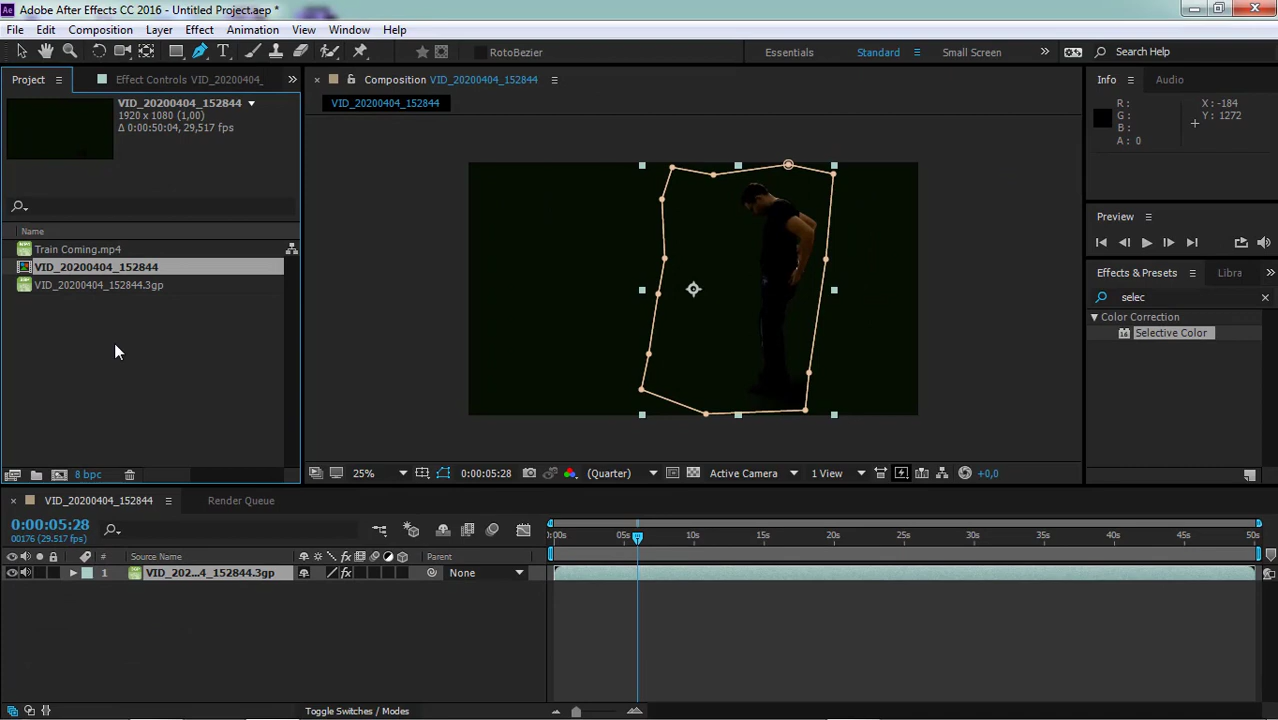 Adobe After Effects CC 2016 - Untitled Project.aep *
File Edit Composition Layer Effect Animation View Window Help
RotoBezier
Essentials Standard Small Screen Search Help
Project Effect Controls VID_20200404_
VID_20200404_152844
1920 x 1080 (1,00)
Δ 0:00:50:04, 29,517 fps
Name
Train Coming.mp4
VID_20200404_152844
VID_20200404_152844.3gp
8 bpc
Composition VID_20200404_152844
VID_20200404_152844
25% 0:00:05:28 (Quarter) Active Camera 1 View +0,0
Info Audio
R :
G :
B :
A : 0
X : -184
Y : 1272
Preview
Effects & Presets Libra
selec
Color Correction
Selective Color
VID_20200404_152844 Render Queue
0:00:05:28
00176 (29.517 fps)
# Source Name Parent
1 VID_202...4_152844.3gp None
:00s 05s 10s 15s 20s 25s 30s 35s 40s 45s 50s
Toggle Switches / Modes